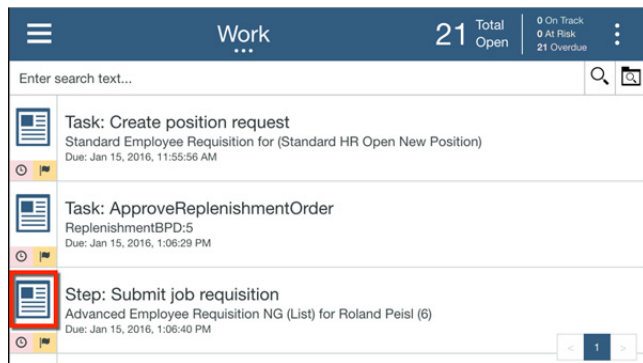 Work
21 Total Open
0 On Track
0 At Risk
21 Overdue
Enter search text...
Task: Create position request
Standard Employee Requisition for (Standard HR Open New Position)
Due: Jan 15, 2016, 11:55:56 AM
Task: ApproveReplenishmentOrder
ReplenishmentBPD:5
Due: Jan 15, 2016, 1:06:29 PM
Step: Submit job requisition
Advanced Employee Requisition NG (List) for Roland Peisl (6)
Due: Jan 15, 2016, 1:06:40 PM
< 1 >